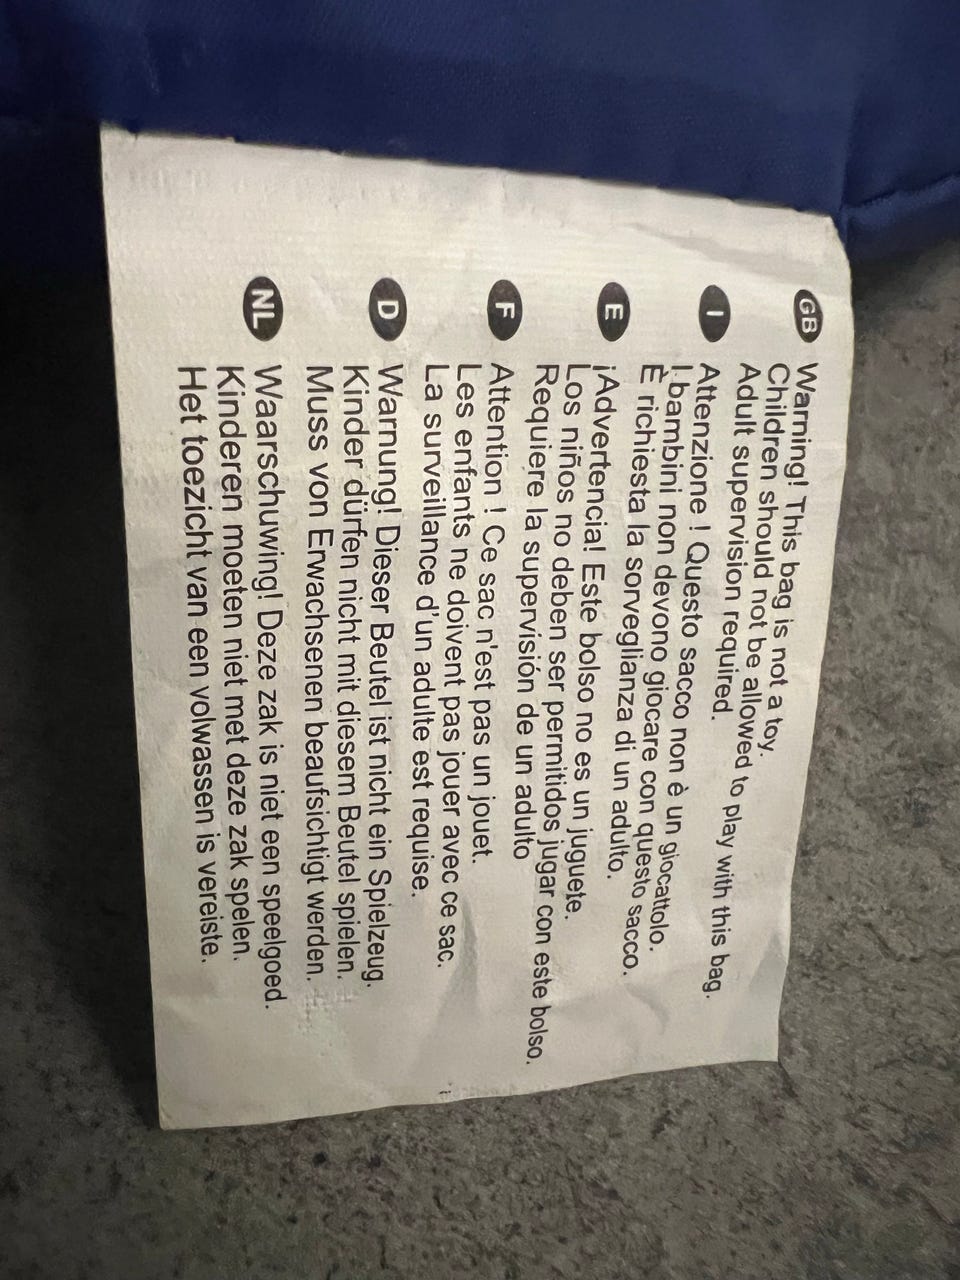 GB Warning! This bag is not a toy.
Children should not be allowed to play with this bag.
Adult supervision required.
I Attenzione ! Questo sacco non è un giocattolo.
I bambini non devono giocare con questo sacco.
È richiesta la sorveglianza di un adulto.
E ¡Advertencia! Este bolso no es un juguete.
Los niños no deben ser permitidos jugar con este bolso.
Requiere la supervisión de un adulto
F Attention ! Ce sac n'est pas un jouet.
Les enfants ne doivent pas jouer avec ce sac.
La surveillance d'un adulte est requise.
D Warnung! Dieser Beutel ist nicht ein Spielzeug.
Kinder dürfen nicht mit diesem Beutel spielen.
Muss von Erwachsenen beaufsichtigt werden.
NL Waarschuwing! Deze zak is niet een speelgoed.
Kinderen moeten niet met deze zak spelen.
Het toezicht van een volwassen is vereiste.